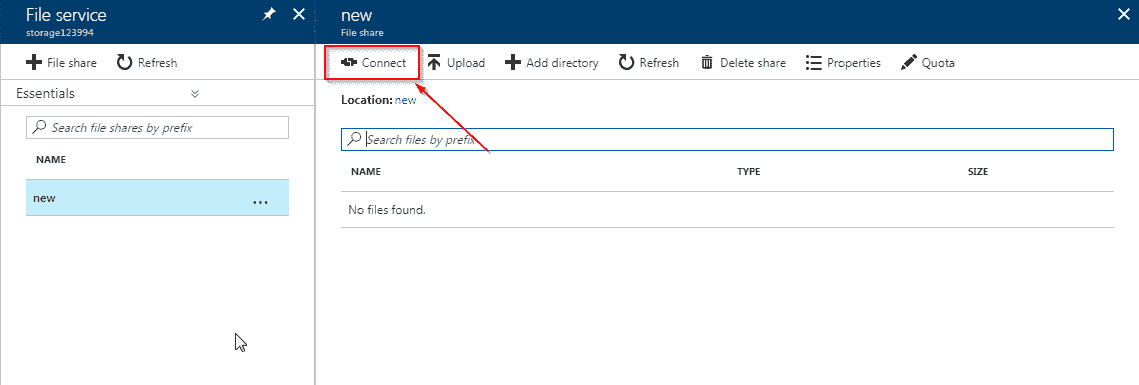 File service
storage123994
File share
Refresh
Essentials
Search file shares by prefix
NAME
new
...
new
File share
Connect
Upload
Add directory
Refresh
Delete share
Properties
Quota
Location: new
Search files by prefix
NAME TYPE SIZE
No files found.